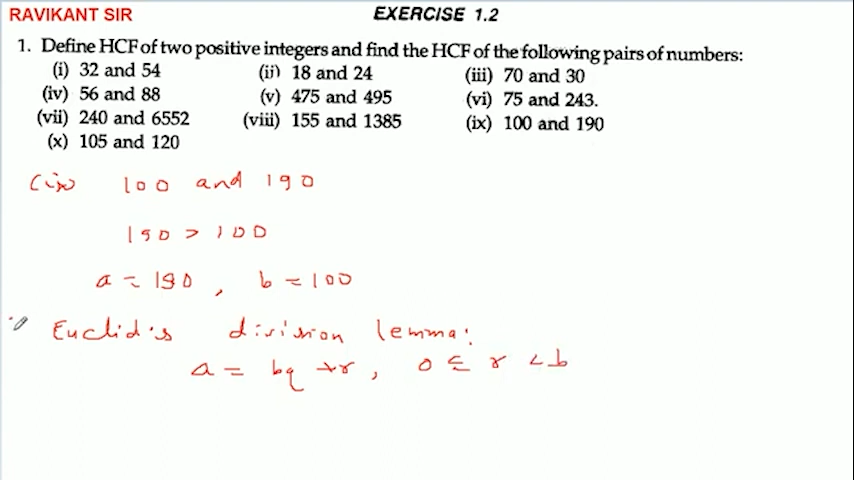 RAVIKANT SIR EXERCISE 1.2
1. Define HCF of two positive integers and find the HCF of the following pairs of numbers:
(i) 32 and 54 (ii) 18 and 24 (iii) 70 and 30
(iv) 56 and 88 (v) 475 and 495 (vi) 75 and 243.
(vii) 240 and 6552 (viii) 155 and 1385 (ix) 100 and 190
(x) 105 and 120
(ix) 100 and 190
190 > 100
a = 190, b = 100
Euclid's division lemma:
a = bq + r, 0 ≤ r < b